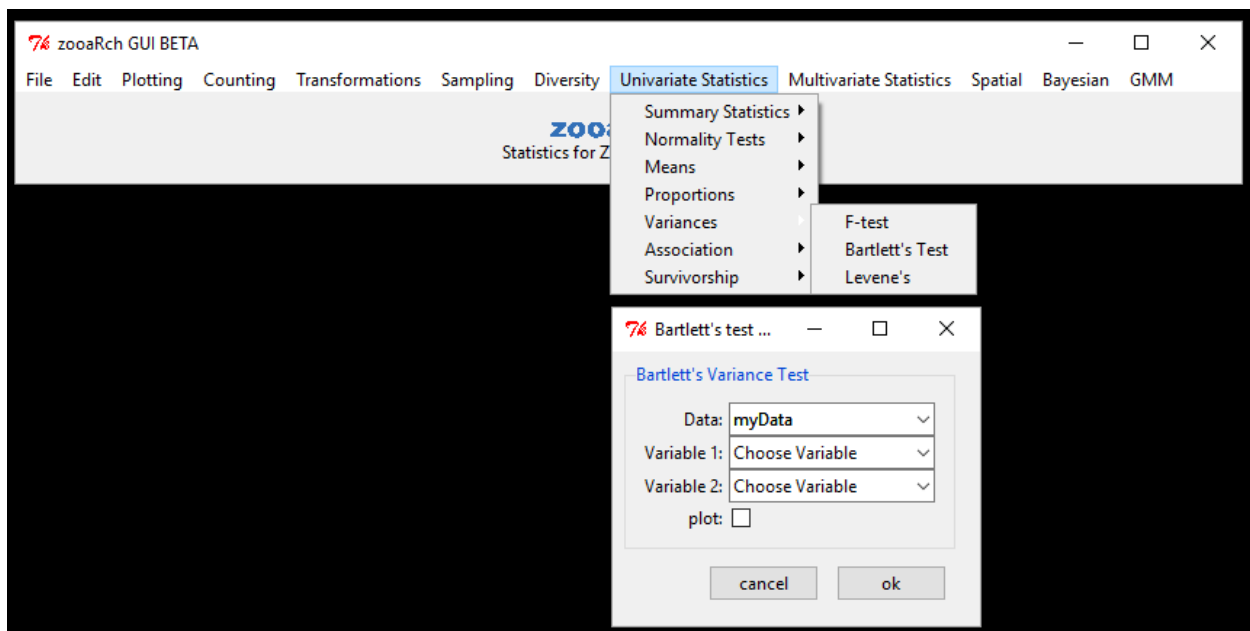 zooaRch GUI BETA
File Edit Plotting Counting Transformations Sampling Diversity Univariate Statistics Multivariate Statistics Spatial Bayesian GMM
Statistics for
Summary Statistics
Normality Tests
Means
Proportions
Variances
Association
Survivorship
F-test
Bartlett's Test
Levene's
Bartlett's test ...
Bartlett's Variance Test
Data: myData
Variable 1: Choose Variable
Variable 2: Choose Variable
plot:
cancel ok